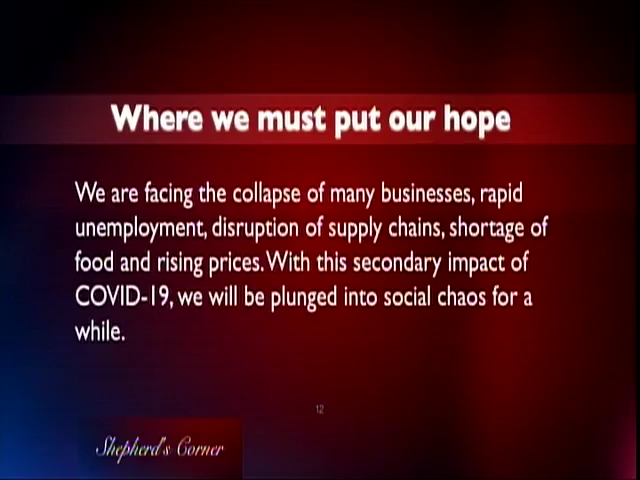 Where we must put our hope
We are facing the collapse of many businesses, rapid
unemployment, disruption of supply chains, shortage of
food and rising prices. With this secondary impact of
COVID-19, we will be plunged into social chaos for a
while.
12
Shepherd's Corner